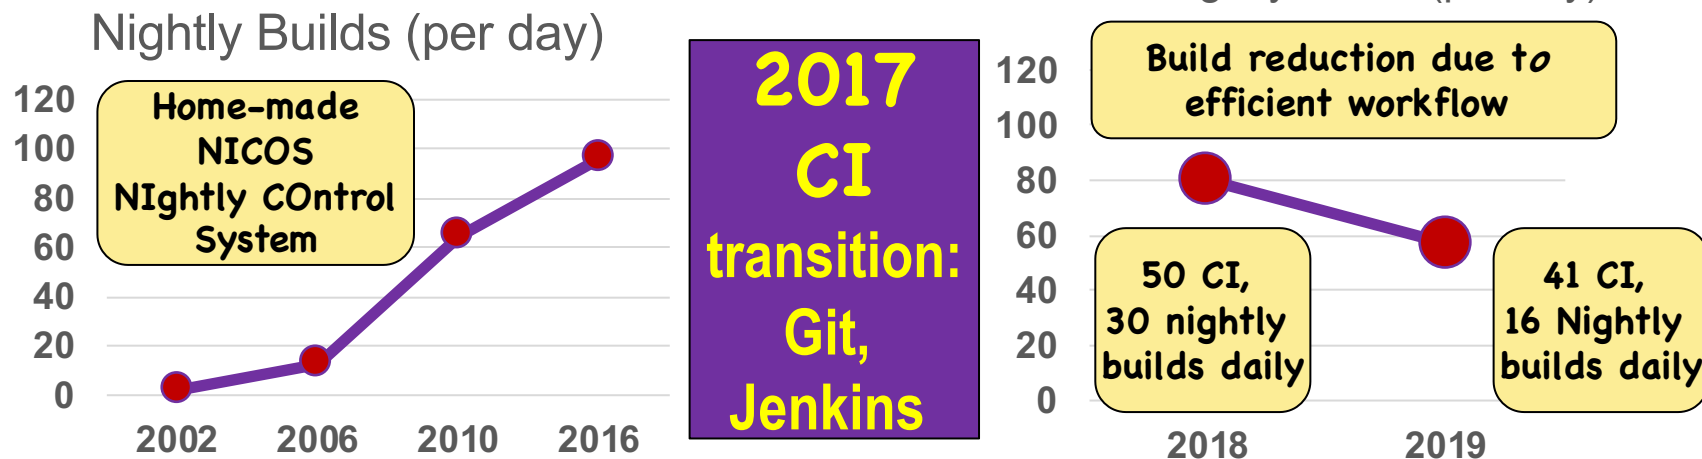 Nightly Builds (per day)
120
100
80
60
40
20
0
Home-made
NICOS
NIghtly COntrol
System
2002 2006 2010 2016
2017
CI
transition:
Git,
Jenkins
120
100
80
60
40
20
0
Build reduction due to
efficient workflow
50 CI,
30 nightly
builds daily
41 CI,
16 Nightly
builds daily
2018 2019